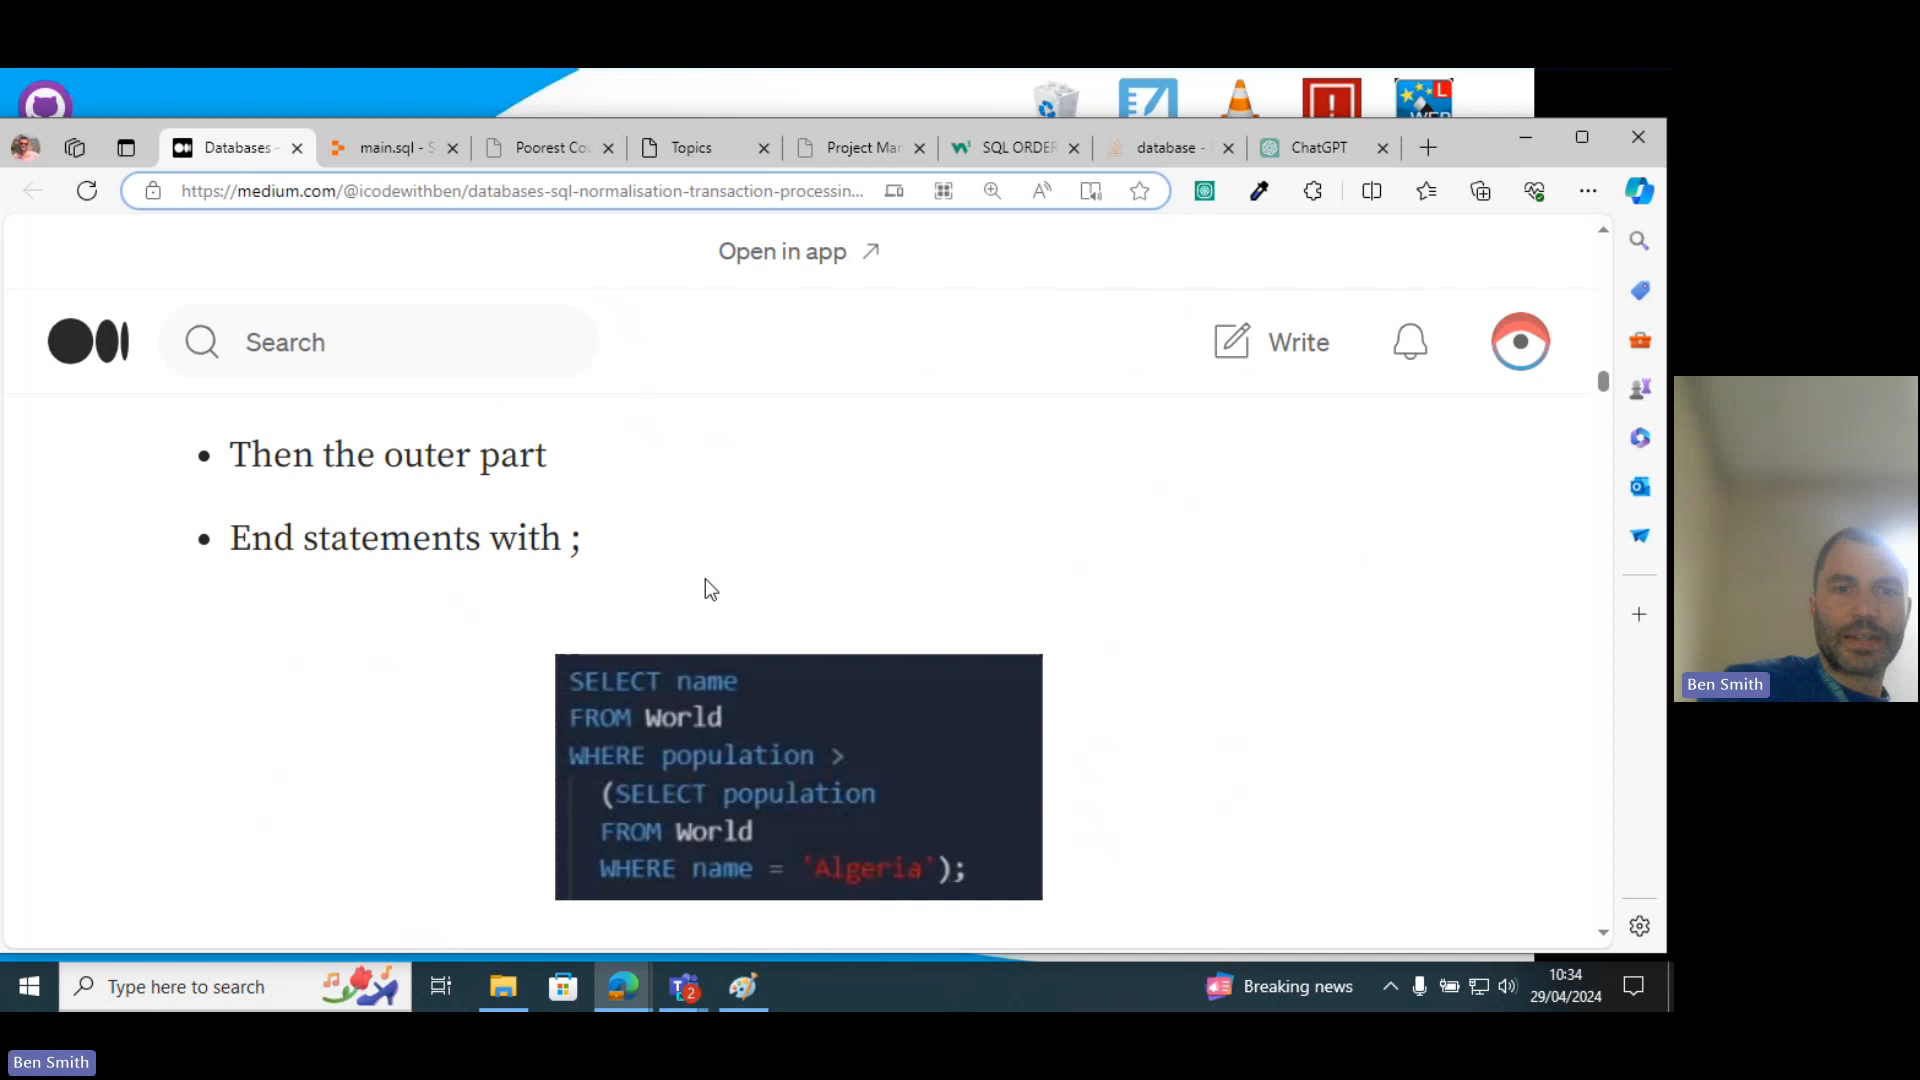 Databases -
main.sql - S
Poorest Cou
Topics
Project Man
SQL ORDER
database -
ChatGPT
https://medium.com/@icodewithben/databases-sql-normalisation-transaction-processin...
Open in app
Search
Write
Then the outer part
End statements with ;
SELECT name
FROM World
WHERE population >
(SELECT population
FROM World
WHERE name = 'Algeria');
Ben Smith
Type here to search
2
Breaking news
10:34
29/04/2024
Ben Smith